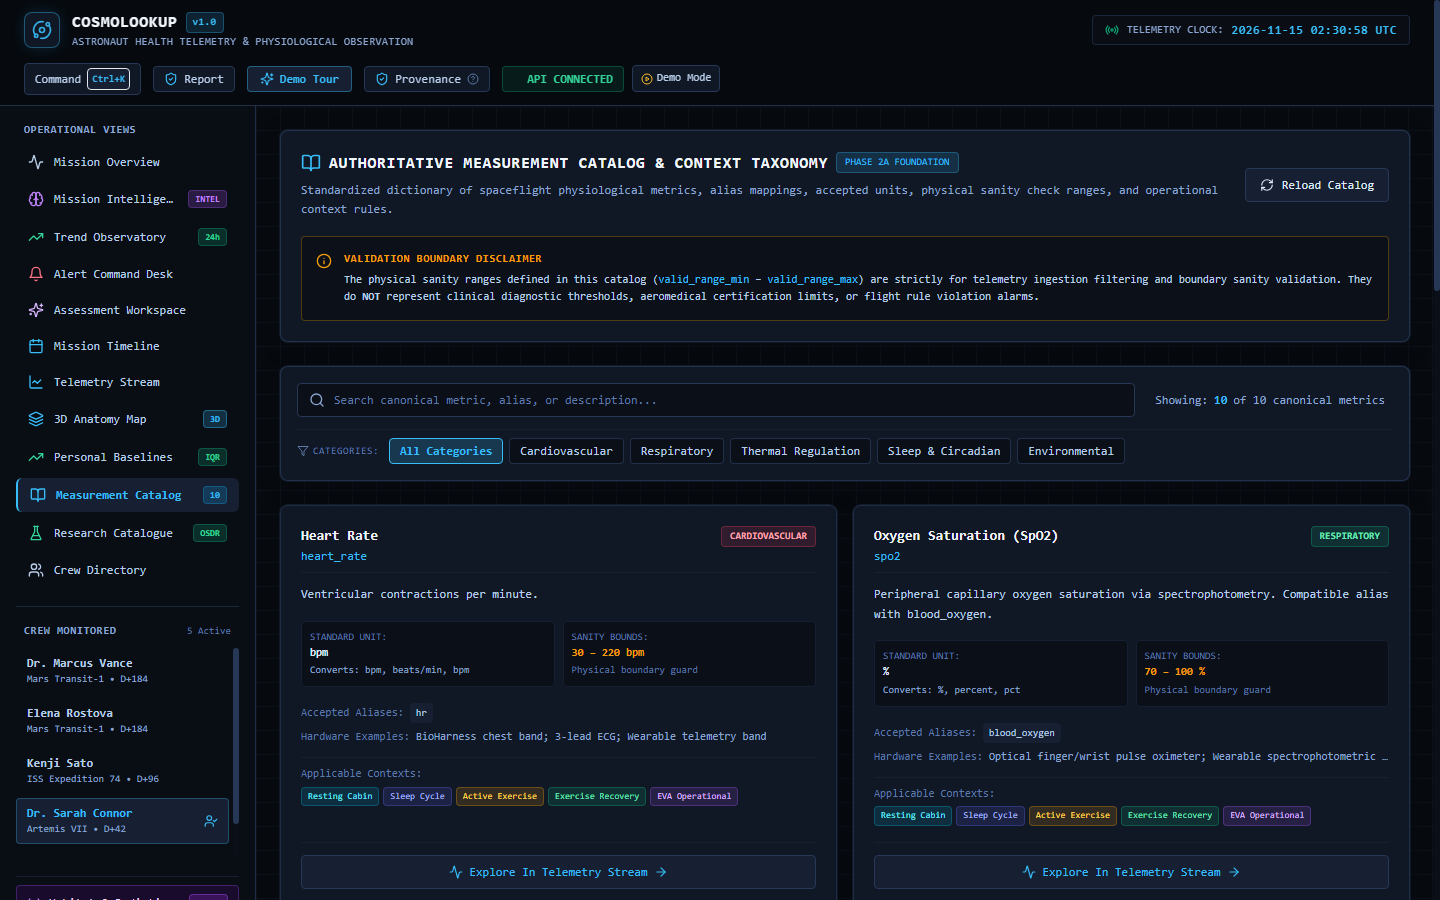 COSMOLOOKUP v1.0
ASTRONAUT HEALTH TELEMETRY & PHYSIOLOGICAL OBSERVATION
TELEMETRY CLOCK: 2026-11-15 02:30:58 UTC
Command Ctrl+K
Report
Demo Tour
Provenance
API CONNECTED
Demo Mode
OPERATIONAL VIEWS
Mission Overview
Mission Intellige… INTEL
Trend Observatory 24h
Alert Command Desk
Assessment Workspace
Mission Timeline
Telemetry Stream
3D Anatomy Map 3D
Personal Baselines IQR
Measurement Catalog 10
Research Catalogue OSDR
Crew Directory
CREW MONITORED 5 Active
Dr. Marcus Vance
Mars Transit-1 • D+184
Elena Rostova
Mars Transit-1 • D+184
Kenji Sato
ISS Expedition 74 • D+96
Dr. Sarah Connor
Artemis VII • D+42
AUTHORITATIVE MEASUREMENT CATALOG & CONTEXT TAXONOMY PHASE 2A FOUNDATION
Standardized dictionary of spaceflight physiological metrics, alias mappings, accepted units, physical sanity check ranges, and operational
context rules.
Reload Catalog
VALIDATION BOUNDARY DISCLAIMER
The physical sanity ranges defined in this catalog (valid_range_min – valid_range_max) are strictly for telemetry ingestion filtering and boundary sanity validation. They
do NOT represent clinical diagnostic thresholds, aeromedical certification limits, or flight rule violation alarms.
Search canonical metric, alias, or description...
Showing: 10 of 10 canonical metrics
CATEGORIES: All Categories Cardiovascular Respiratory Thermal Regulation Sleep & Circadian Environmental
Heart Rate CARDIOVASCULAR
heart_rate
Ventricular contractions per minute.
STANDARD UNIT:
bpm
Converts: bpm, beats/min, bpm
SANITY BOUNDS:
30 – 220 bpm
Physical boundary guard
Accepted Aliases: hr
Hardware Examples: BioHarness chest band; 3-lead ECG; Wearable telemetry band
Applicable Contexts:
Resting Cabin Sleep Cycle Active Exercise Exercise Recovery EVA Operational
Explore In Telemetry Stream →
Oxygen Saturation (SpO2) RESPIRATORY
spo2
Peripheral capillary oxygen saturation via spectrophotometry. Compatible alias
with blood_oxygen.
STANDARD UNIT:
%
Converts: %, percent, pct
SANITY BOUNDS:
70 – 100 %
Physical boundary guard
Accepted Aliases: blood_oxygen
Hardware Examples: Optical finger/wrist pulse oximeter; Wearable spectrophotometric …
Applicable Contexts:
Resting Cabin Sleep Cycle Active Exercise Exercise Recovery EVA Operational
Explore In Telemetry Stream →